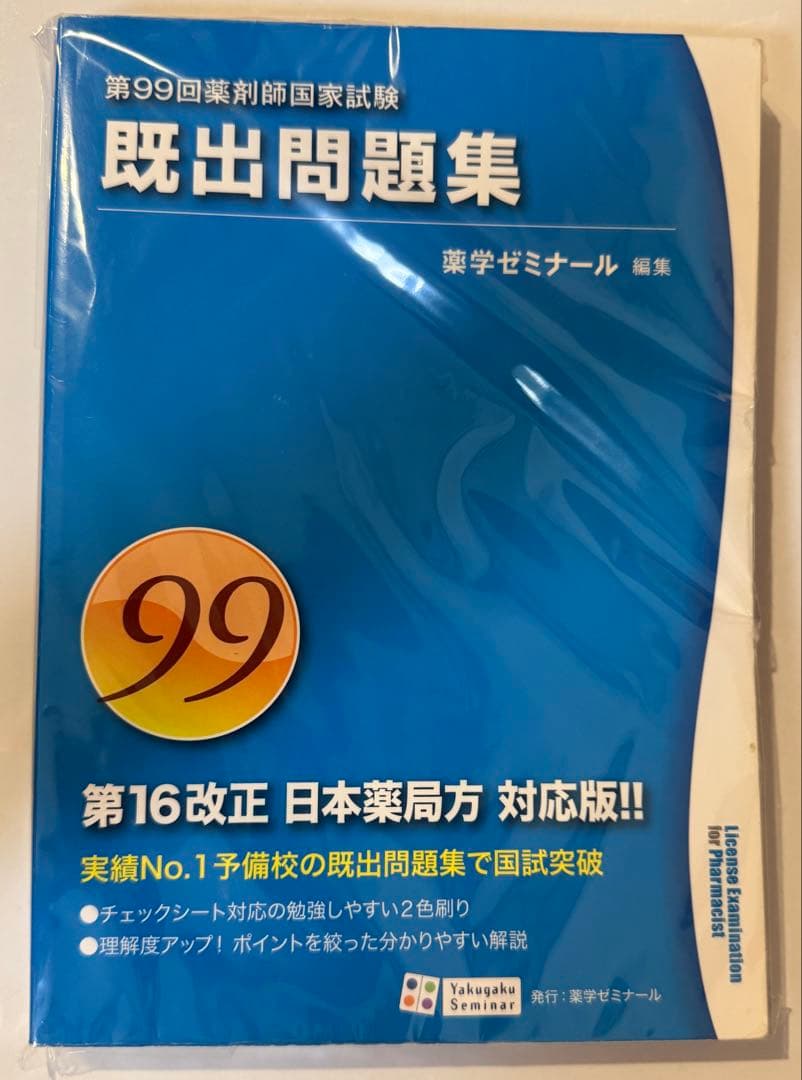 第99回薬剤師国家試験
既出問題集
薬学ゼミナール 編集
99
第16改正 日本薬局方 対応版!!
実績No.1予備校の既出問題集で国試突破
●チェックシート対応の勉強しやすい2色刷り
●理解度アップ! ポイントを絞った分かりやすい解説
License Examination
for Pharmacist
Yakugaku
Seminar
発行：薬学ゼミナール